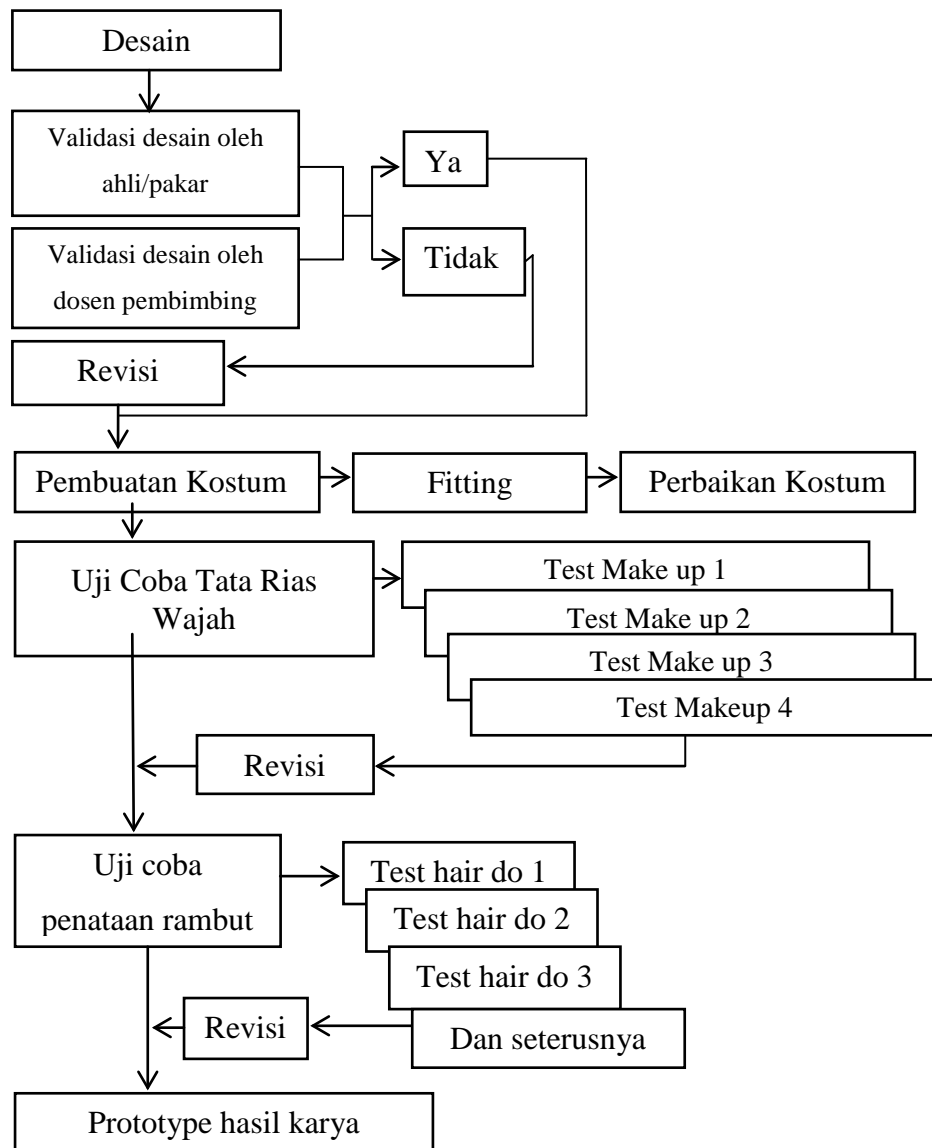 Desain
Validasi desain oleh
ahli/pakar
Ya
Validasi desain oleh
dosen pembimbing
Tidak
Revisi
Pembuatan Kostum
Fitting
Perbaikan Kostum
Uji Coba Tata Rias
Wajah
Test Make up 1
Test Make up 2
Test Make up 3
Test Makeup 4
Revisi
Uji coba
penataan rambut
Test hair do 1
Test hair do 2
Test hair do 3
Dan seterusnya
Revisi
Prototype hasil karya